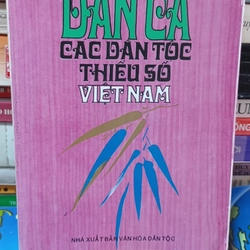 DÂN CA
CÁC DÂN TỘC
THIỂU SỐ
VIỆT NAM
NHÀ XUẤT BẢN VĂN HÓA DÂN TỘC